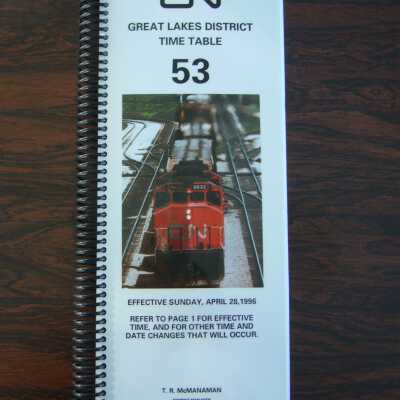 GREAT LAKES DISTRICT
TIME TABLE
53
EFFECTIVE SUNDAY, APRIL 28,1996
REFER TO PAGE 1 FOR EFFECTIVE
TIME, AND FOR OTHER TIME AND
DATE CHANGES THAT WILL OCCUR.
T. R. McMANAMAN